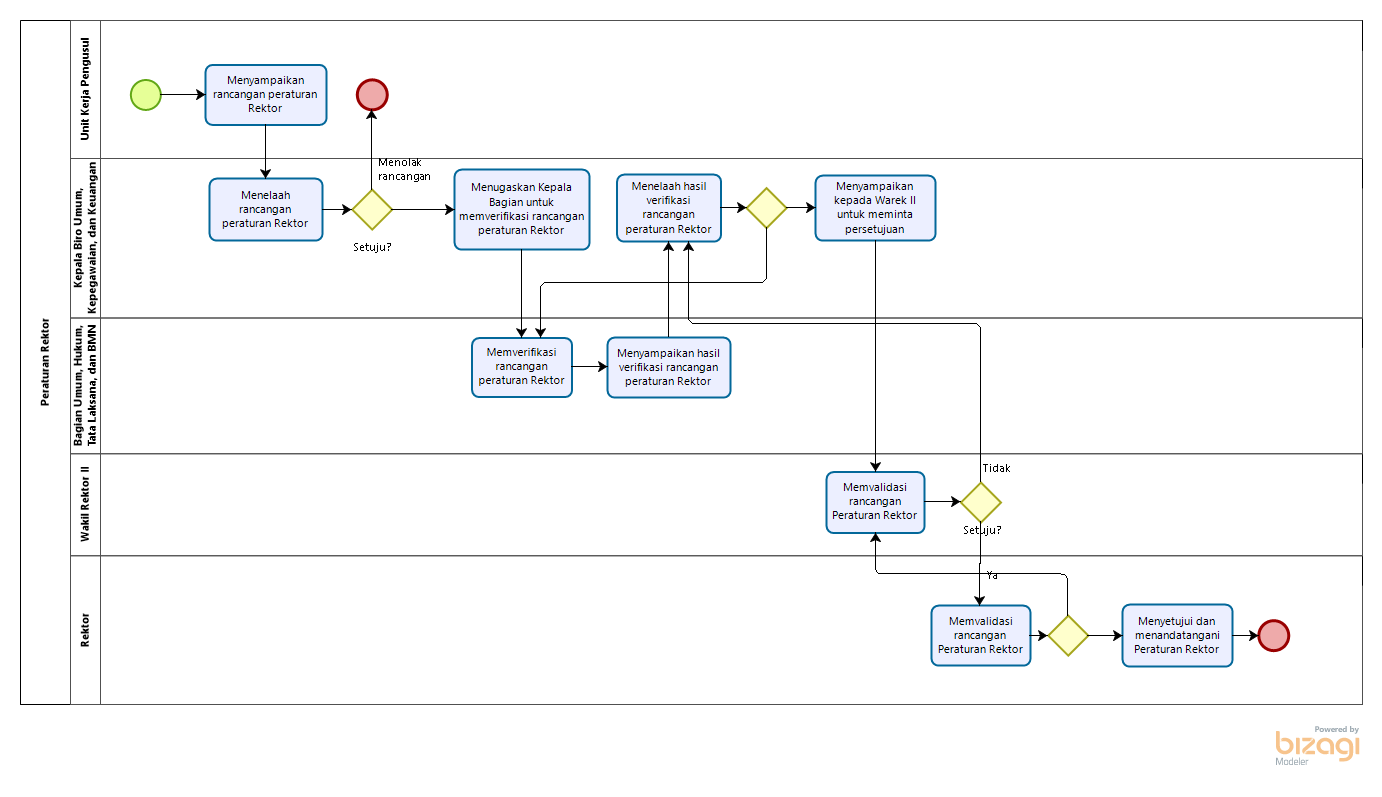 Peraturan Rektor
Unit Kerja Pengusul
Menyampaikan
rancangan peraturan
Rektor
Kepala Biro Umum,
Kepegawaian, dan Keuangan
Menelaah
rancangan
peraturan Rektor
Menolak
rancangan
Setuju?
Menugaskan Kepala
Bagian untuk
memverifikasi rancangan
peraturan Rektor
Menelaah hasil
verifikasi
rancangan
peraturan Rektor
Menyampaikan
kepada Warek II
untuk meminta
persetujuan
Bagian Umum, Hukum,
Tata Laksana, dan BMN
Memverifikasi
rancangan
peraturan Rektor
Menyampaikan hasil
verifikasi rancangan
peraturan Rektor
Wakil Rektor II
Memvalidasi
rancangan
Peraturan Rektor
Tidak
Setuju?
Rektor
Ya
Memvalidasi
rancangan
Peraturan Rektor
Menyetujui dan
menandatangani
Peraturan Rektor
Powered by
bizagi
Modeler